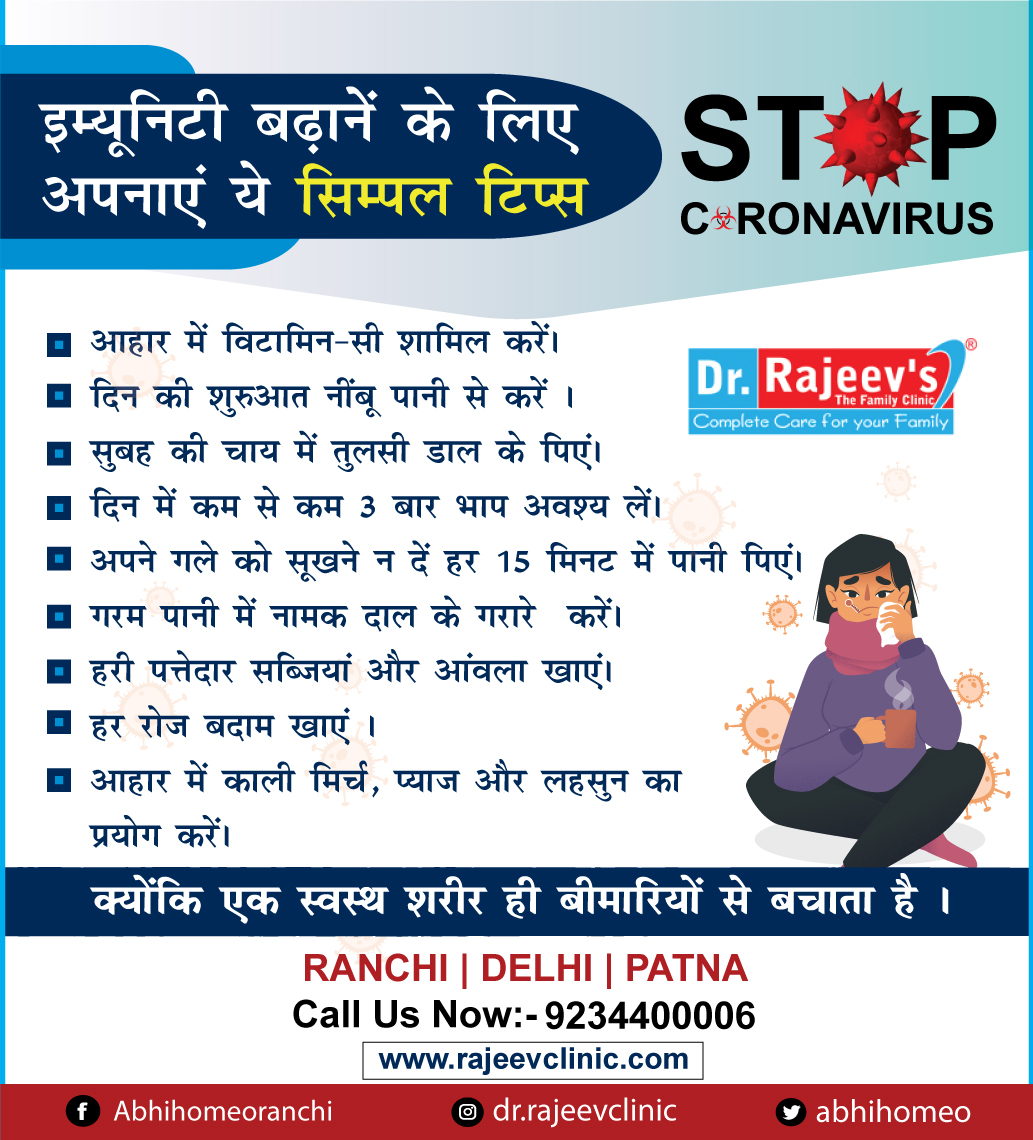 इम्यूनिटी बढ़ानें के लिए
अपनाएं ये सिम्पल टिप्स
STOP
CORONAVIRUS
आहार में विटामिन-सी शामिल करें।
दिन की शुरुआत नींबू पानी से करें ।
सुबह की चाय में तुलसी डाल के पिएं।
दिन में कम से कम 3 बार भाप अवश्य लें।
अपने गले को सूखने न दें हर 15 मिनट में पानी पिएं।
गरम पानी में नामक दाल के गरारे करें।
हरी पत्तेदार सब्जियां और आंवला खाएं।
हर रोज बदाम खाएं ।
आहार में काली मिर्च, प्याज और लहसुन का
प्रयोग करें।
Dr. Rajeev's ®
The Family Clinic
Complete Care for your Family
क्योंकि एक स्वस्थ शरीर ही बीमारियों से बचाता है ।
RANCHI | DELHI | PATNA
Call Us Now:- 9234400006
www.rajeevclinic.com
Abhihomeoranchi dr.rajeevclinic abhihomeo